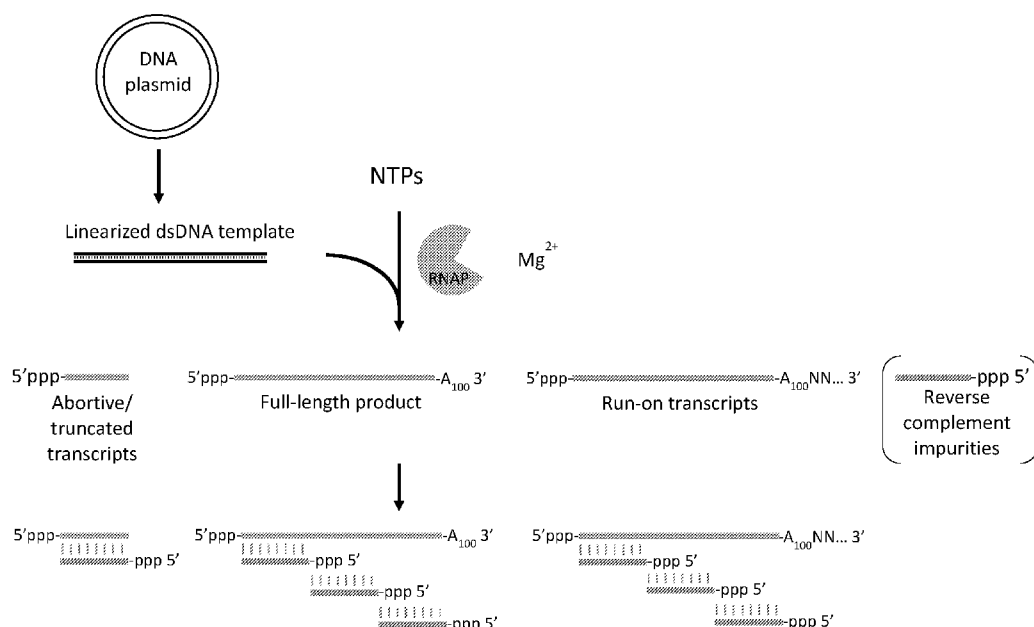 DNA
plasmid
NTPs
Linearized dsDNA template
RNAP
Mg²⁺
5'ppp-
5'ppp- -A₁₀₀ 3'
5'ppp- -A₁₀₀NN... 3'
-ppp 5'
Abortive/
truncated
transcripts
Full-length product
Run-on transcripts
Reverse
complement
impurities
5'ppp-
-ppp 5'
5'ppp- -A₁₀₀ 3'
-ppp 5'
-ppp 5'
-ppp 5'
5'ppp- -A₁₀₀NN... 3'
-ppp 5'
-ppp 5'
-ppp 5'